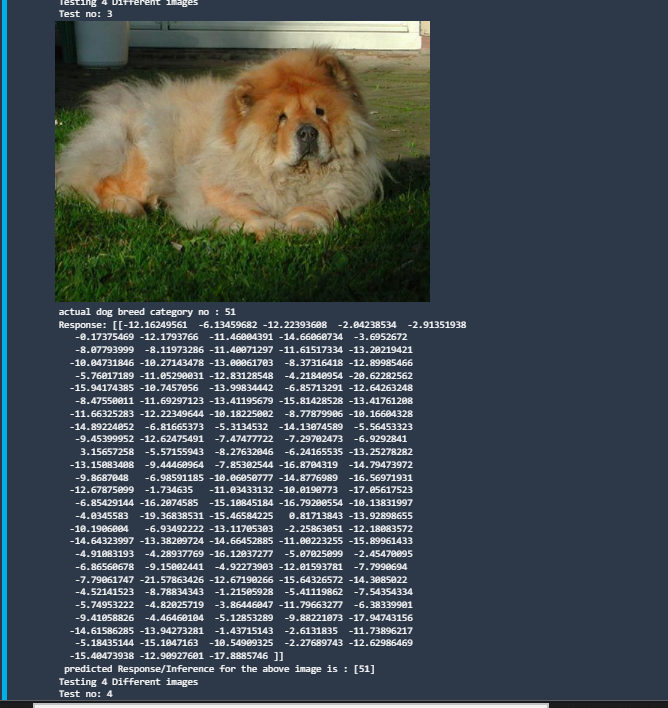 Testing 4 Different images
Test no: 3
actual dog breed category no : 51
Response: [[-12.16249561 -6.13459682 -12.22393608 -2.04238534 -2.91351938
-0.17375469 -12.1793766 -11.46004391 -14.66060734 -3.6952672
-8.07793999 -8.11973286 -11.40071297 -11.61517334 -13.20219421
-10.04731846 -10.27143478 -13.00061703 -8.37316418 -12.89985466
-5.76017189 -11.05290031 -12.83128548 -4.21840954 -20.62282562
-15.94174385 -10.7457056 -13.99834442 -6.85713291 -12.64263248
-8.47550011 -11.69297123 -13.41195679 -15.81428528 -13.41761208
-11.66325283 -12.22349644 -10.18225002 -8.77879906 -10.16604328
-14.89224052 -6.81665373 -5.3134532 -14.13074589 -5.56453323
-9.45399952 -12.62475491 -7.47477722 -7.29702473 -6.9292841
3.15657258 -5.57155943 -8.27632046 -6.24165535 -13.25278282
-13.15083408 -9.44460964 -7.85302544 -16.8704319 -14.79473972
-9.8687048 -6.98591185 -10.06050777 -14.8776989 -16.56971931
-12.67875099 -1.734635 -11.03433132 -10.0190773 -17.05617523
-6.85429144 -16.2074585 -15.10845184 -16.79200554 -10.13831997
-4.0345583 -19.36838531 -15.46584225 0.81713843 -13.92898655
-10.1906004 -6.93492222 -13.11705303 -2.25863051 -12.18083572
-14.64323997 -13.38209724 -14.66452885 -11.00223255 -15.89961433
-4.91083193 -4.28937769 -16.12037277 -5.07025099 -2.45470095
-6.86560678 -9.15002441 -4.92273903 -12.01593781 -7.7990694
-7.79061747 -21.57863426 -12.67190266 -15.64326572 -14.3085022
-4.52141523 -8.78834343 -1.21505928 -5.41119862 -7.54354334
-5.74953222 -4.82025719 -3.86446047 -11.79663277 -6.38339901
-9.41058826 -4.46460104 -5.12853289 -9.88221073 -17.94743156
-14.61586285 -13.94273281 -1.43715143 -2.6131835 -11.73896217
-5.18435144 -15.1047163 -10.54909325 -2.27689743 -12.62986469
-15.40473938 -12.90927601 -17.8885746 ]]
predicted Response/Inference for the above image is : [51]
Testing 4 Different images
Test no: 4